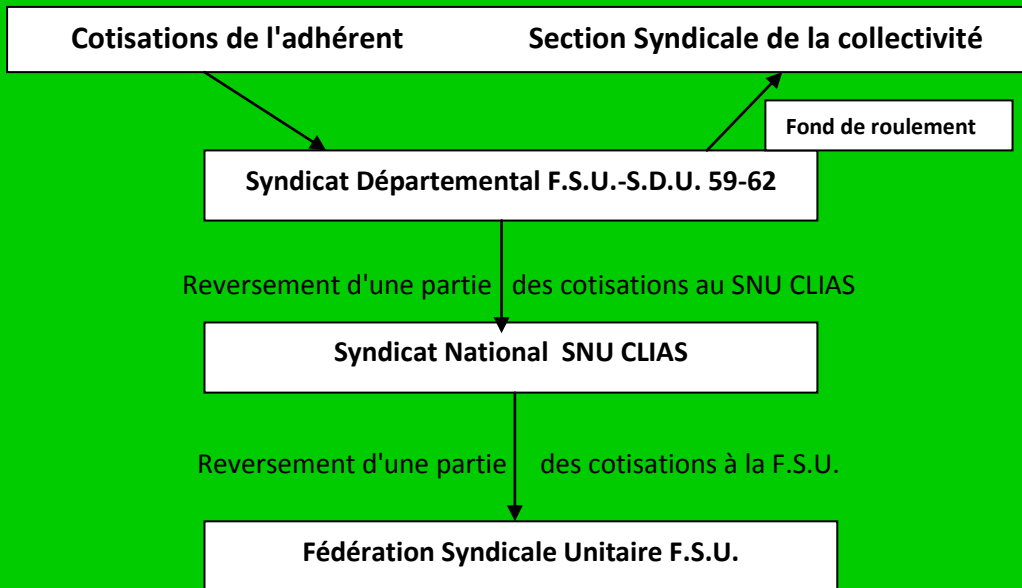 Cotisations de l'adhérent Section Syndicale de la collectivité
Fond de roulement
Syndicat Départemental F.S.U.-S.D.U. 59-62
Reversement d'une partie des cotisations au SNU CLIAS
Syndicat National SNU CLIAS
Reversement d'une partie des cotisations à la F.S.U.
Fédération Syndicale Unitaire F.S.U.